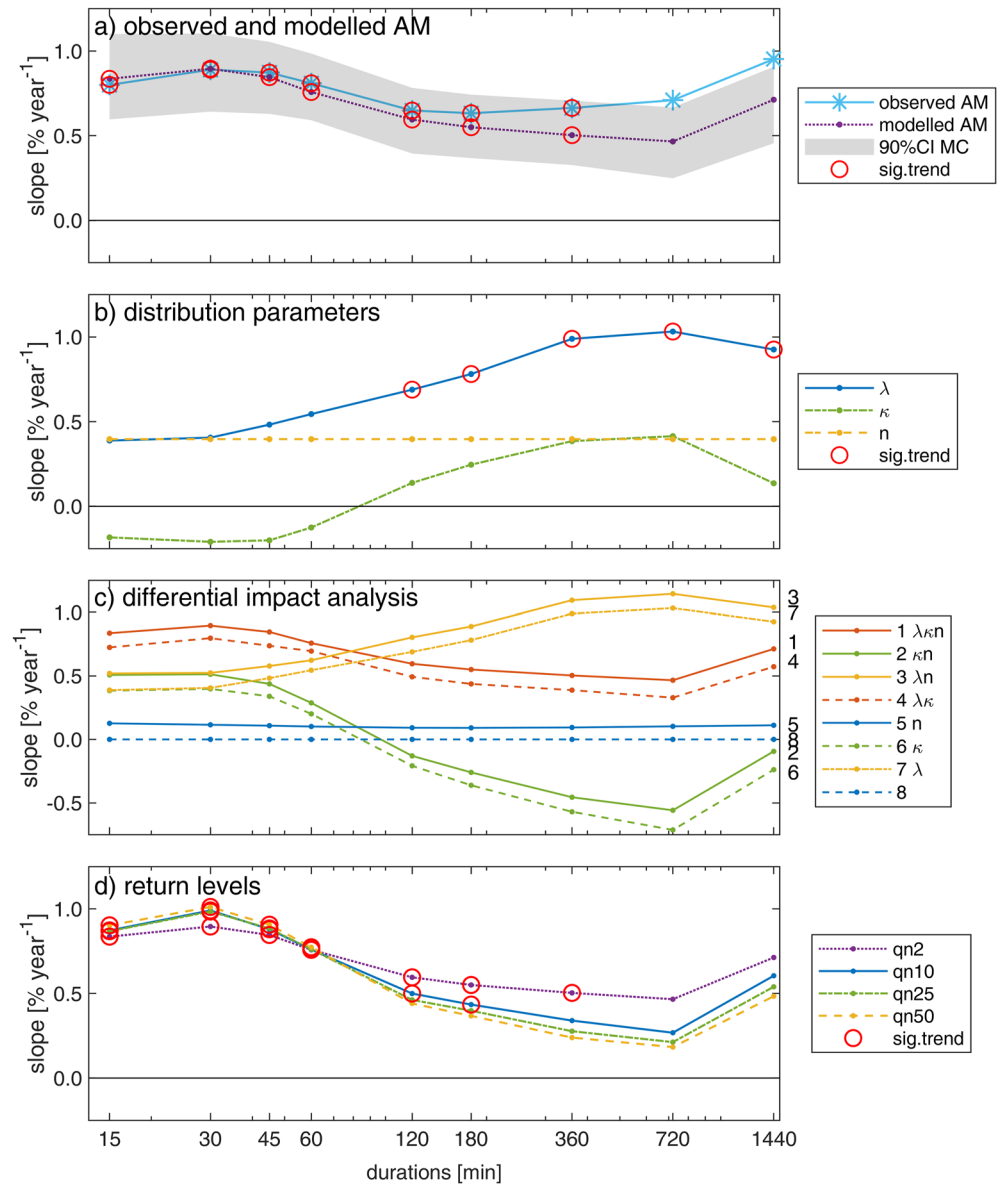 a) observed and modelled AM
1.0
0.5
0.0
slope [% year-1]
observed AM
modelled AM
90%CI MC
sig.trend
b) distribution parameters
1.0
0.5
0.0
slope [% year-1]
λ
κ
n
sig.trend
c) differential impact analysis
1.0
0.5
0.0
-0.5
slope [% year-1]
3
7
1
4
5
8
2
6
1 λκn
2 κn
3 λn
4 λκ
5 n
6 κ
7 λ
8
d) return levels
1.0
0.5
0.0
slope [% year-1]
qn2
qn10
qn25
qn50
sig.trend
15 30 45 60 120 180 360 720 1440
durations [min]